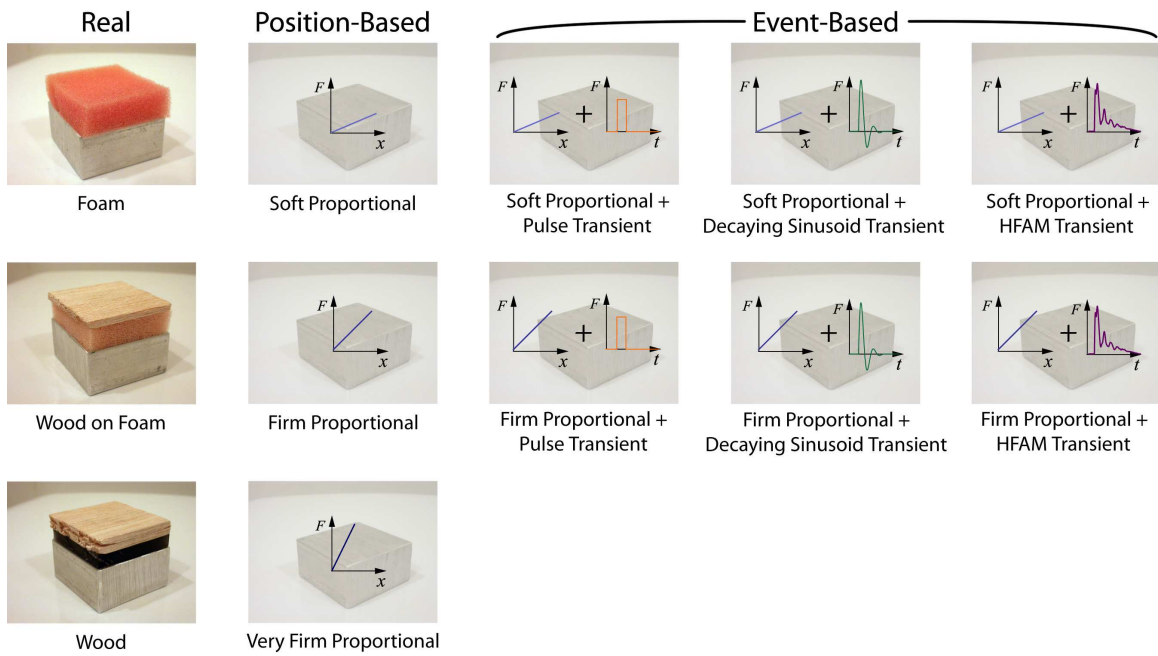 Real
Position-Based
Event-Based
F
x
F
x
+
F
t
F
x
+
F
t
F
x
+
F
t
Foam
Soft Proportional
Soft Proportional +
Pulse Transient
Soft Proportional +
Decaying Sinusoid Transient
Soft Proportional +
HFAM Transient
F
x
F
x
+
F
t
F
x
+
F
t
F
x
+
F
t
Wood on Foam
Firm Proportional
Firm Proportional +
Pulse Transient
Firm Proportional +
Decaying Sinusoid Transient
Firm Proportional +
HFAM Transient
F
x
Wood
Very Firm Proportional